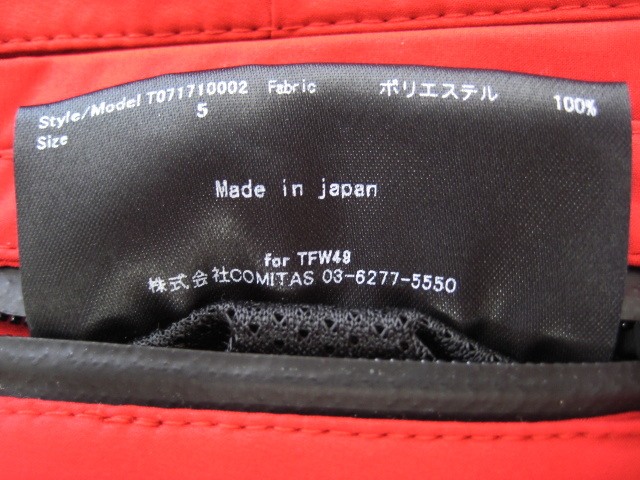 Style/Model T071710002 Fabric ポリエステル 100%
Size 5
Made in japan
for TFW49
株式会社COMITAS 03-6277-5550